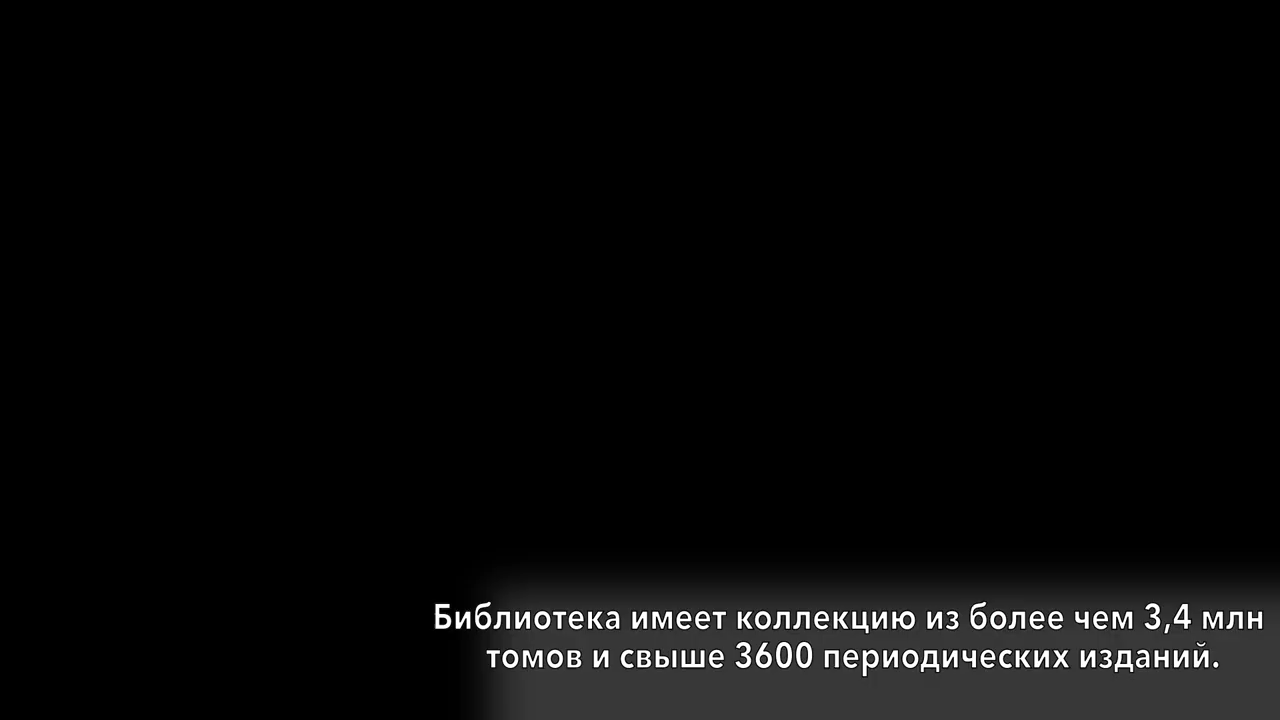 Библиотека имеет коллекцию из более чем 3,4 млн
томов и свыше 3600 периодических изданий.